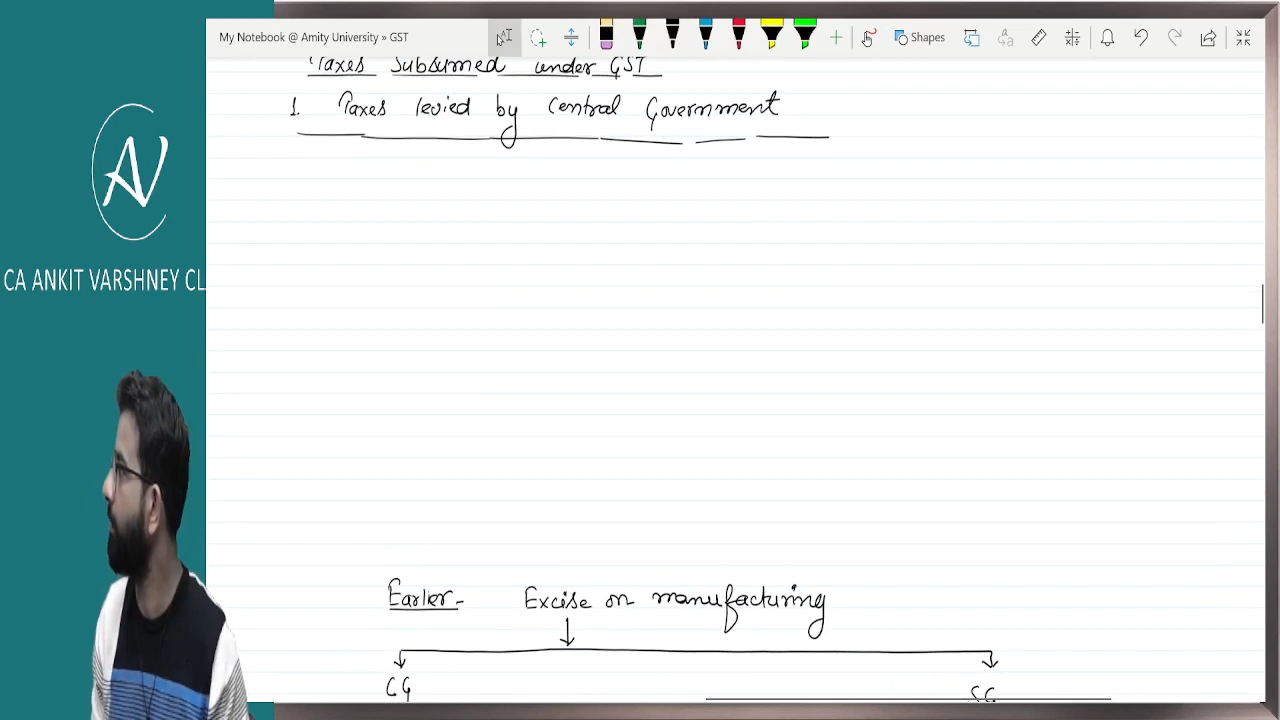 My Notebook @ Amity University » GST
Shapes
Taxes Subsumed under GST
1. Taxes levied by Central Government
AV
CA ANKIT VARSHNEY CL
Earlier - Excise on manufacturing
CG SG